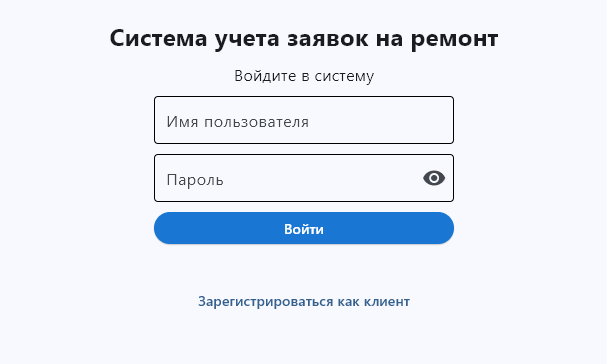 Система учета заявок на ремонт
Войдите в систему
Имя пользователя
Пароль
Войти
Зарегистрироваться как клиент